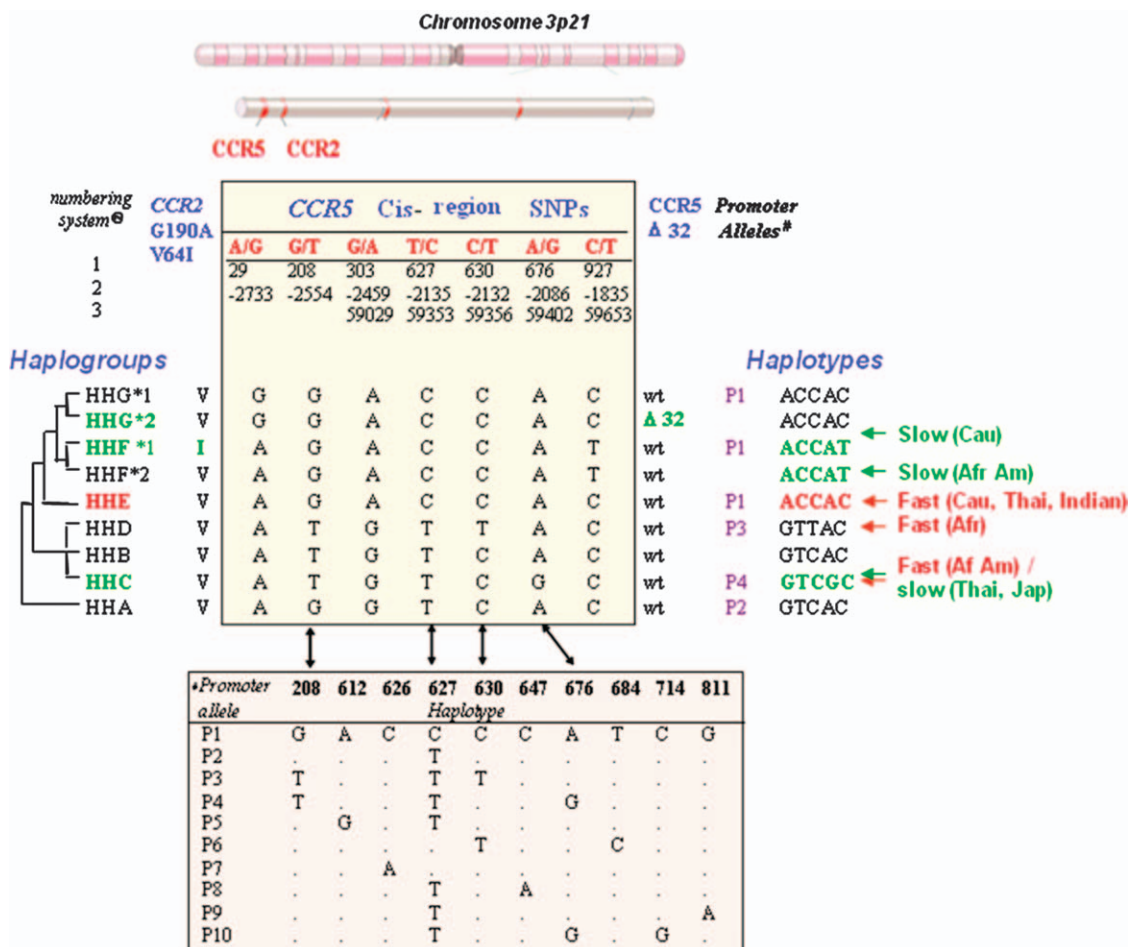 Chromosome 3p21
CCR5 CCR2
numbering system⊛ CCR2 G190A V64I CCR5 Cis- region SNPs CCR5 Δ 32 Promoter Alleles#
A/G G/T G/A T/C C/T A/G C/T
1 29 208 303 627 630 676 927
2 -2733 -2554 -2459 -2135 -2132 -2086 -1835
3 59029 59353 59356 59402 59653
Haplogroups Haplotypes
HHG*1 V G G A C C A C wt P1 ACCAC
HHG*2 V G G A C C A C Δ 32 ACCAC
← Slow (Cau)
HHF *1 I A G A C C A T wt P1 ACCAT
HHF*2 V A G A C C A T wt ACCAT ← Slow (Afr Am)
HHE V A G A C C A C wt P1 ACCAC ← Fast (Cau, Thai, Indian)
HHD V A T G T T A C wt P3 GTTAC ← Fast (Afr)
HHB V A T G T C A C wt GTCAC
HHC V A T G T C G C wt P4 GTCGC ← Fast (Af Am) /
slow (Thai, Jap)
HHA V A G G T C A C wt P2 GTCAC
Promoter 208 612 626 627 630 647 676 684 714 811
allele Haplotype
P1 G A C C C C A T C G
P2 . . . T . . . . . .
P3 T . . T T . . . . .
P4 T . . T . . G . . .
P5 . G . T . . . . . .
P6 . . . . T . . C . .
P7 . . A . . . . . . .
P8 . . . T . A . . . .
P9 . . . T . . . . . A
P10 . . . T . . G . G .